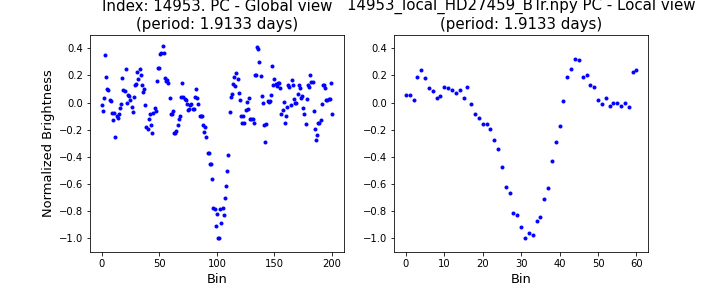 Index: 14953. PC - Global view
(period: 1.9133 days)
14953_local_HD27459_BTfr.npy PC - Local view
(period: 1.9133 days)
Normalized Brightness
0.4
0.2
0.0
−0.2
−0.4
−0.6
−0.8
−1.0
0 50 100 150 200
Bin
0.4
0.2
0.0
−0.2
−0.4
−0.6
−0.8
−1.0
0 10 20 30 40 50 60
Bin